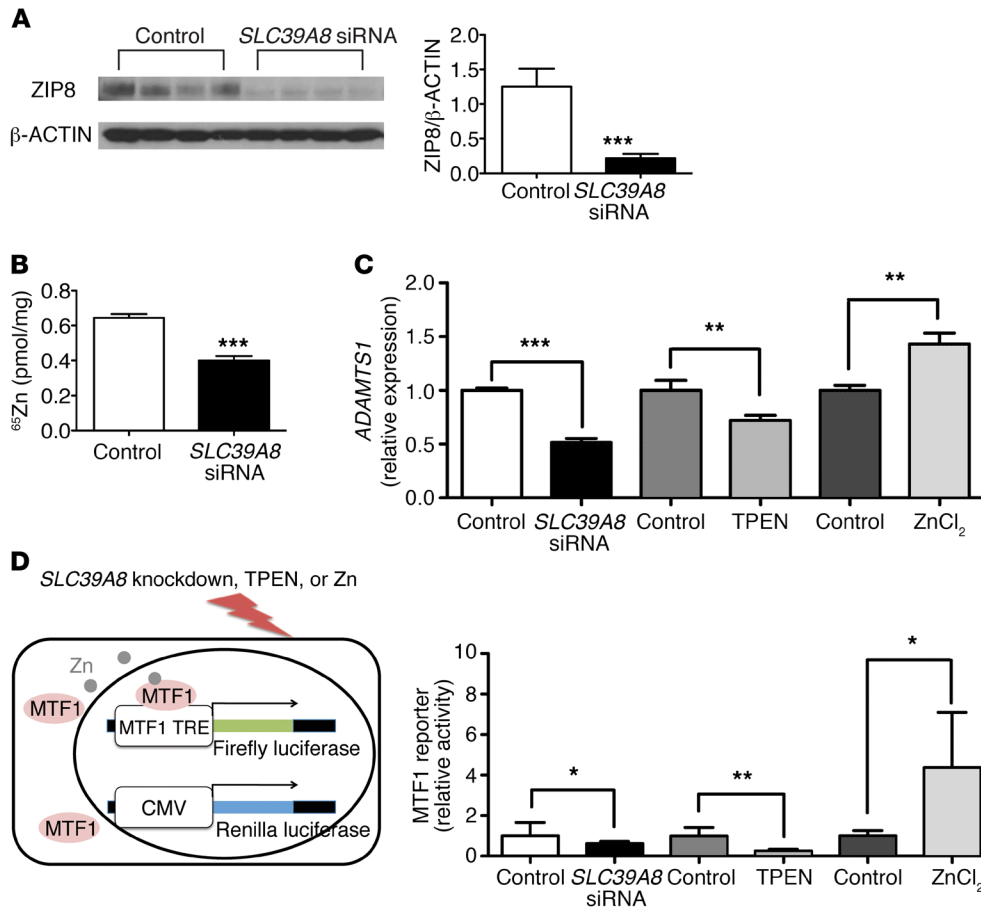 A
Control
SLC39A8 siRNA
ZIP8
β-ACTIN
ZIP8/β-ACTIN
2.0
1.5
1.0
0.5
0.0
***
Control
SLC39A8
siRNA
B
⁶⁵Zn (pmol/mg)
0.8
0.6
0.4
0.2
0.0
***
Control
SLC39A8
siRNA
C
ADAMTS1
(relative expression)
2.0
1.5
1.0
0.5
0.0
***
**
**
Control
SLC39A8
siRNA
Control
TPEN
Control
ZnCl₂
D
SLC39A8 knockdown, TPEN, or Zn
Zn
MTF1
MTF1
MTF1 TRE
Firefly luciferase
CMV
MTF1
Renilla luciferase
MTF1 reporter
(relative activity)
10
8
6
4
2
0
*
**
*
Control
SLC39A8
siRNA
Control
TPEN
Control
ZnCl₂